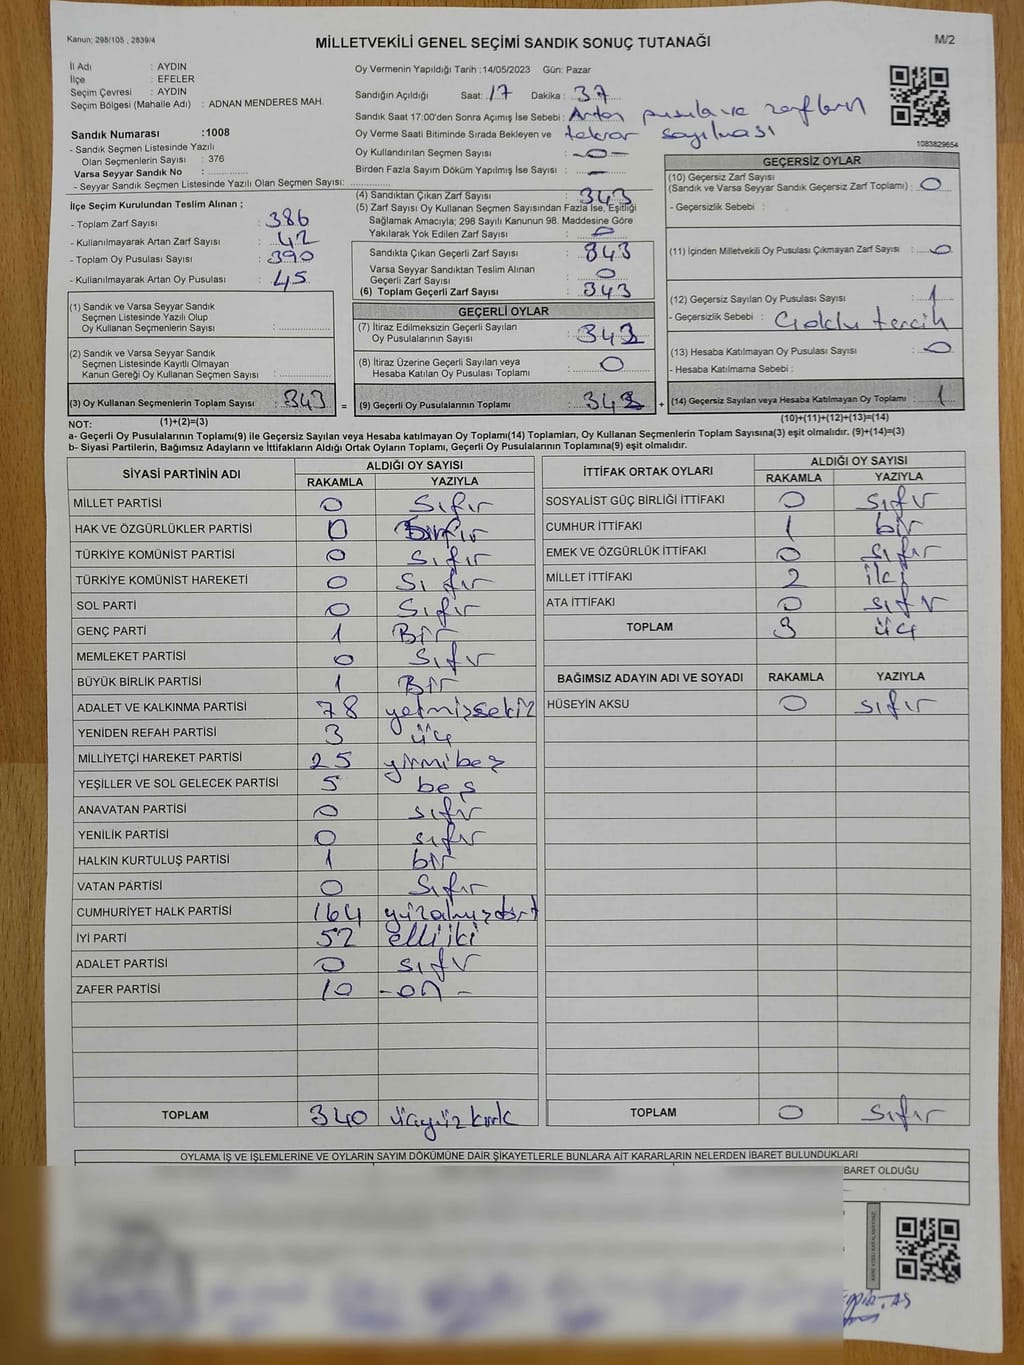 Kanun; 298/105 , 2839/4
MİLLETVEKİLİ GENEL SEÇİMİ SANDIK SONUÇ TUTANAĞI
M/2
İl Adı : AYDIN
İlçe : EFELER
Seçim Çevresi : AYDIN
Seçim Bölgesi (Mahalle Adı) : ADNAN MENDERES MAH.
Sandık Numarası :1008
- Sandık Seçmen Listesinde Yazılı
Olan Seçmenlerin Sayısı : 376
Varsa Seyyar Sandık No :
- Seyyar Sandık Seçmen Listesinde Yazılı Olan Seçmen Sayısı:
Oy Vermenin Yapıldığı Tarih :14/05/2023 Gün: Pazar
Sandığın Açıldığı Saat: 17 Dakika : 37
Sandık Saat 17:00'den Sonra Açımış İse Sebebi : Artan pusula ve zarfların
Oy Verme Saati Bitiminde Sırada Bekleyen ve tekrar sayılması
Oy Kullandırılan Seçmen Sayısı : -0-
Birden Fazla Sayım Döküm Yapılmış İse Sayısı : -
1083829654
İlçe Seçim Kurulundan Teslim Alınan ;
- Toplam Zarf Sayısı : 386
- Kullanılmayarak Artan Zarf Sayısı : 42
- Toplam Oy Pusulası Sayısı : 390
- Kullanılmayarak Artan Oy Pusulası : 45
(1) Sandık ve Varsa Seyyar Sandık
Seçmen Listesinde Yazılı Olup
Oy Kullanan Seçmenlerin Sayısı :
(2) Sandık ve Varsa Seyyar Sandık
Seçmen Listesinde Kayıtlı Olmayan
Kanun Gereği Oy Kullanan Seçmen Sayısı :
(3) Oy Kullanan Seçmenlerin Toplam Sayısı : 343 =
(1)+(2)=(3)
(4) Sandıktan Çıkan Zarf Sayısı : 343
(5) Zarf Sayısı Oy Kullanan Seçmen Sayısından Fazla İse, Eşitliği
Sağlamak Amacıyla; 298 Sayılı Kanunun 98. Maddesine Göre
Yakılarak Yok Edilen Zarf Sayısı : 0
Sandıkta Çıkan Geçerli Zarf Sayısı : 343
Varsa Seyyar Sandıktan Teslim Alınan
Geçerli Zarf Sayısı : 0
(6) Toplam Geçerli Zarf Sayısı : 343
GEÇERLİ OYLAR
(7) İtiraz Edilmeksizin Geçerli Sayılan
Oy Pusulalarının Sayısı :
(8) İtiraz Üzerine Geçerli Sayılan veya
Hesaba Katılan Oy Pusulası Toplamı : 0
(9) Geçerli Oy Pusulalarının Toplamı : +
GEÇERSİZ OYLAR
(10) Geçersiz Zarf Sayısı
(Sandık ve Varsa Seyyar Sandık Geçersiz Zarf Toplamı) : 0
- Geçersizlik Sebebi :
(11) İçinden Milletvekili Oy Pusulası Çıkmayan Zarf Sayısı : 0
(12) Geçersiz Sayılan Oy Pusulası Sayısı : 1
- Geçersizlik Sebebi : Çoklu tercih
(13) Hesaba Katılmayan Oy Pusulası Sayısı : 0
- Hesaba Katılmama Sebebi :
(14) Geçersiz Sayılan veya Hesaba Katılmayan Oy Toplamı : 1
(10)+(11)+(12)+(13)=(14)
NOT:
a- Geçerli Oy Pusulalarının Toplamı(9) ile Geçersiz Sayılan veya Hesaba katılmayan Oy Toplamı(14) Toplamları, Oy Kullanan Seçmenlerin Toplam Sayısına(3) eşit olmalıdır. (9)+(14)=(3)
b- Siyasi Partilerin, Bağımsız Adayların ve İttifakların Aldığı Ortak Oyların Toplamı, Geçerli Oy Pusulalarının Toplamına(9) eşit olmalıdır.
SİYASİ PARTİNİN ADI ALDIĞI OY SAYISI
RAKAMLA YAZIYLA
MİLLET PARTİSİ 0 Sıfır
HAK VE ÖZGÜRLÜKLER PARTİSİ 0
TÜRKİYE KOMÜNİST PARTİSİ 0 Sıfır
TÜRKİYE KOMÜNİST HAREKETİ 0 Sıfır
SOL PARTİ 0 Sıfır
GENÇ PARTİ 1 Bir
MEMLEKET PARTİSİ 0 Sıfır
BÜYÜK BİRLİK PARTİSİ 1 Bir
ADALET VE KALKINMA PARTİSİ 78 yetmişsekiz
YENİDEN REFAH PARTİSİ 3 üç
MİLLİYETÇİ HAREKET PARTİSİ 25 yirmibeş
YEŞİLLER VE SOL GELECEK PARTİSİ 5 beş
ANAVATAN PARTİSİ 0 sıfır
YENİLİK PARTİSİ 0 sıfır
HALKIN KURTULUŞ PARTİSİ 1 bir
VATAN PARTİSİ 0 Sıfır
CUMHURİYET HALK PARTİSİ 164 yüzaltmışdört
İYİ PARTİ 52 elliiki
ADALET PARTİSİ 0 sıfır
ZAFER PARTİSİ 10 -on-
TOPLAM 340 üçyüzkırk
İTTİFAK ORTAK OYLARI ALDIĞI OY SAYISI
RAKAMLA YAZIYLA
SOSYALİST GÜÇ BİRLİĞİ İTTİFAKI 0 sıfır
CUMHUR İTTİFAKI 1 bir
EMEK VE ÖZGÜRLÜK İTTİFAKI 0 sıfır
MİLLET İTTİFAKI 2 iki
ATA İTTİFAKI 0 sıfır
TOPLAM 3 üç
BAĞIMSIZ ADAYIN ADI VE SOYADI RAKAMLA YAZIYLA
HÜSEYİN AKSU 0 sıfır
TOPLAM 0 Sıfır
OYLAMA İŞ VE İŞLEMLERİNE VE OYLARIN SAYIM DÖKÜMÜNE DAİR ŞİKAYETLERLE BUNLARA AİT KARARLARIN NELERDEN İBARET BULUNDUKLARI
BARET OLDUĞU